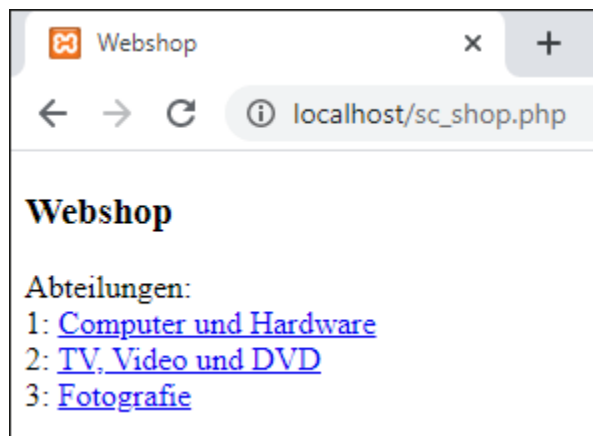 Webshop
localhost/sc_shop.php
Webshop
Abteilungen:
1: Computer und Hardware
2: TV, Video und DVD
3: Fotografie